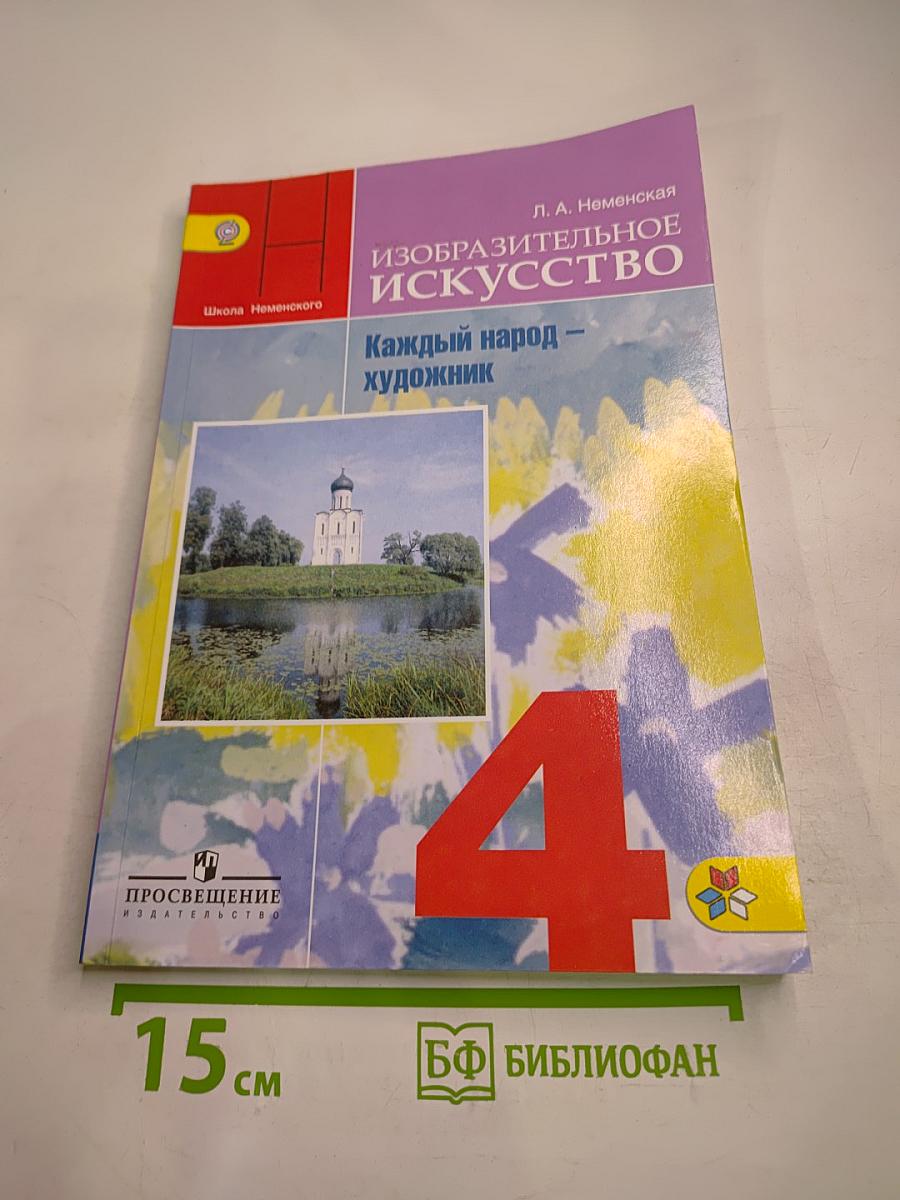 Л. А. Неменская
ИЗОБРАЗИТЕЛЬНОЕ
ИСКУССТВО
Школа Неменского
Каждый народ –
художник
4
ПРОСВЕЩЕНИЕ
ИЗДАТЕЛЬСТВО
15 см
БФ БИБЛИОФАН